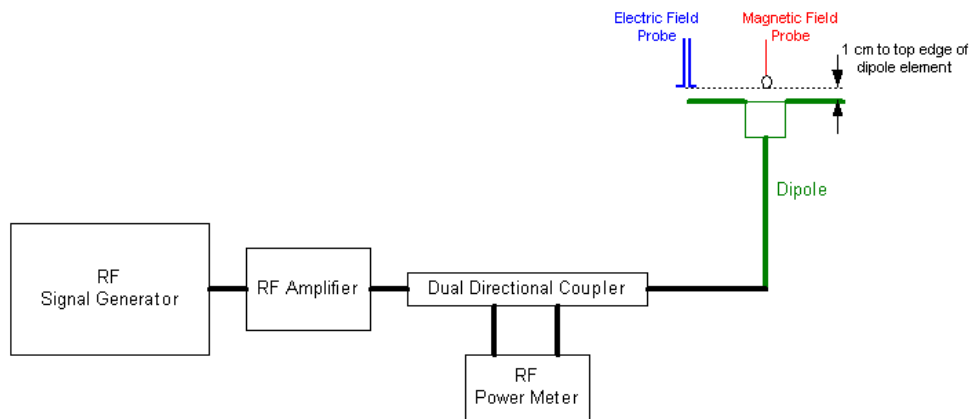 Electric Field
Probe
Magnetic Field
Probe
1 cm to top edge of
dipole element
Dipole
RF
Signal Generator
RF Amplifier
Dual Directional Coupler
RF
Power Meter